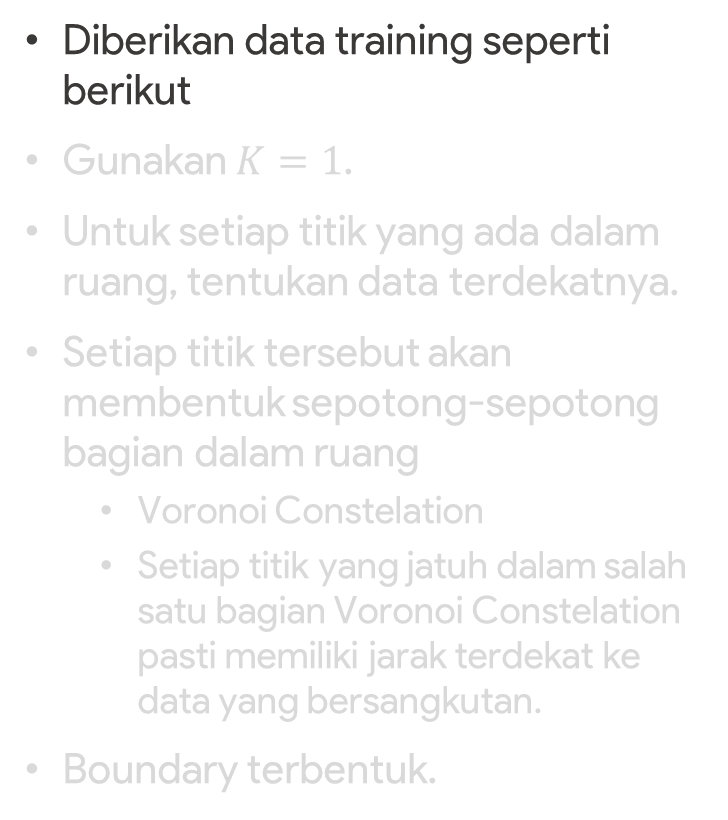 • Diberikan data training seperti
berikut
• Gunakan K = 1.
• Untuk setiap titik yang ada dalam
ruang, tentukan data terdekatnya.
• Setiap titik tersebut akan
membentuk sepotong-sepotong
bagian dalam ruang
• Voronoi Constelation
• Setiap titik yang jatuh dalam salah
satu bagian Voronoi Constelation
pasti memiliki jarak terdekat ke
data yang bersangkutan.
• Boundary terbentuk.